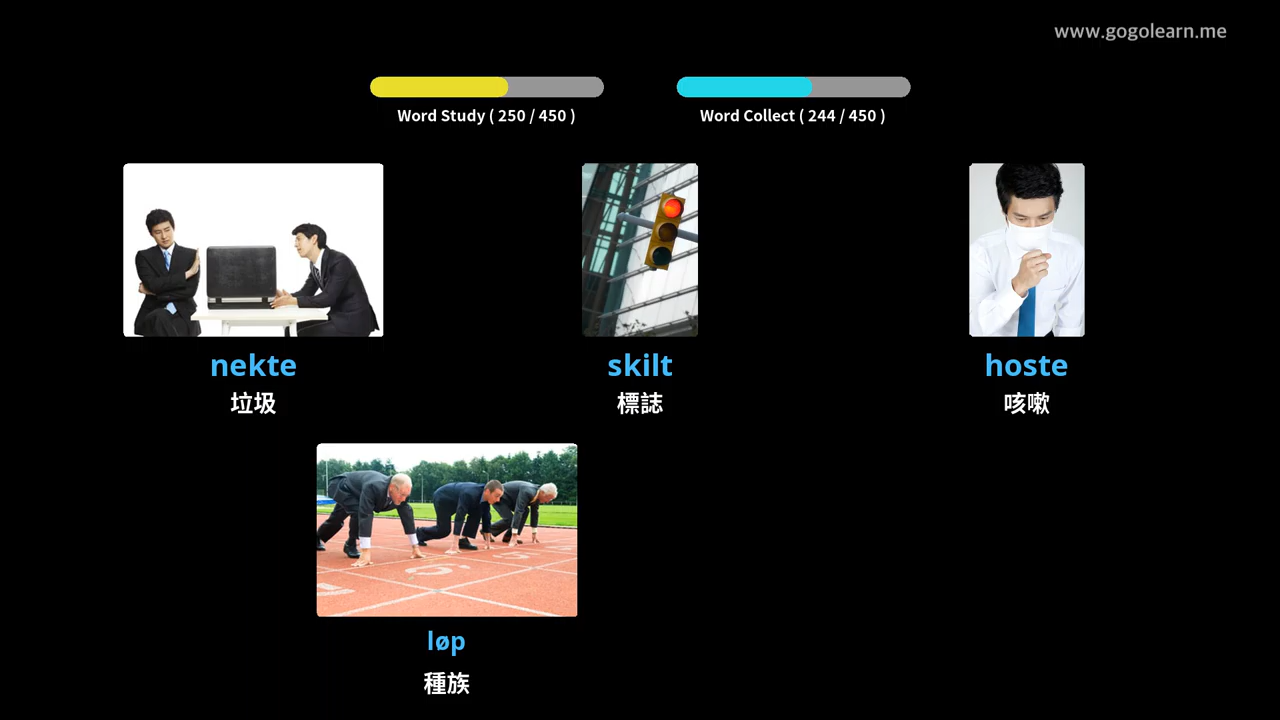 www.gogolearn.me
Word Study ( 250 / 450 )
Word Collect ( 244 / 450 )
nekte
垃圾
skilt
標誌
hoste
咳嗽
løp
種族